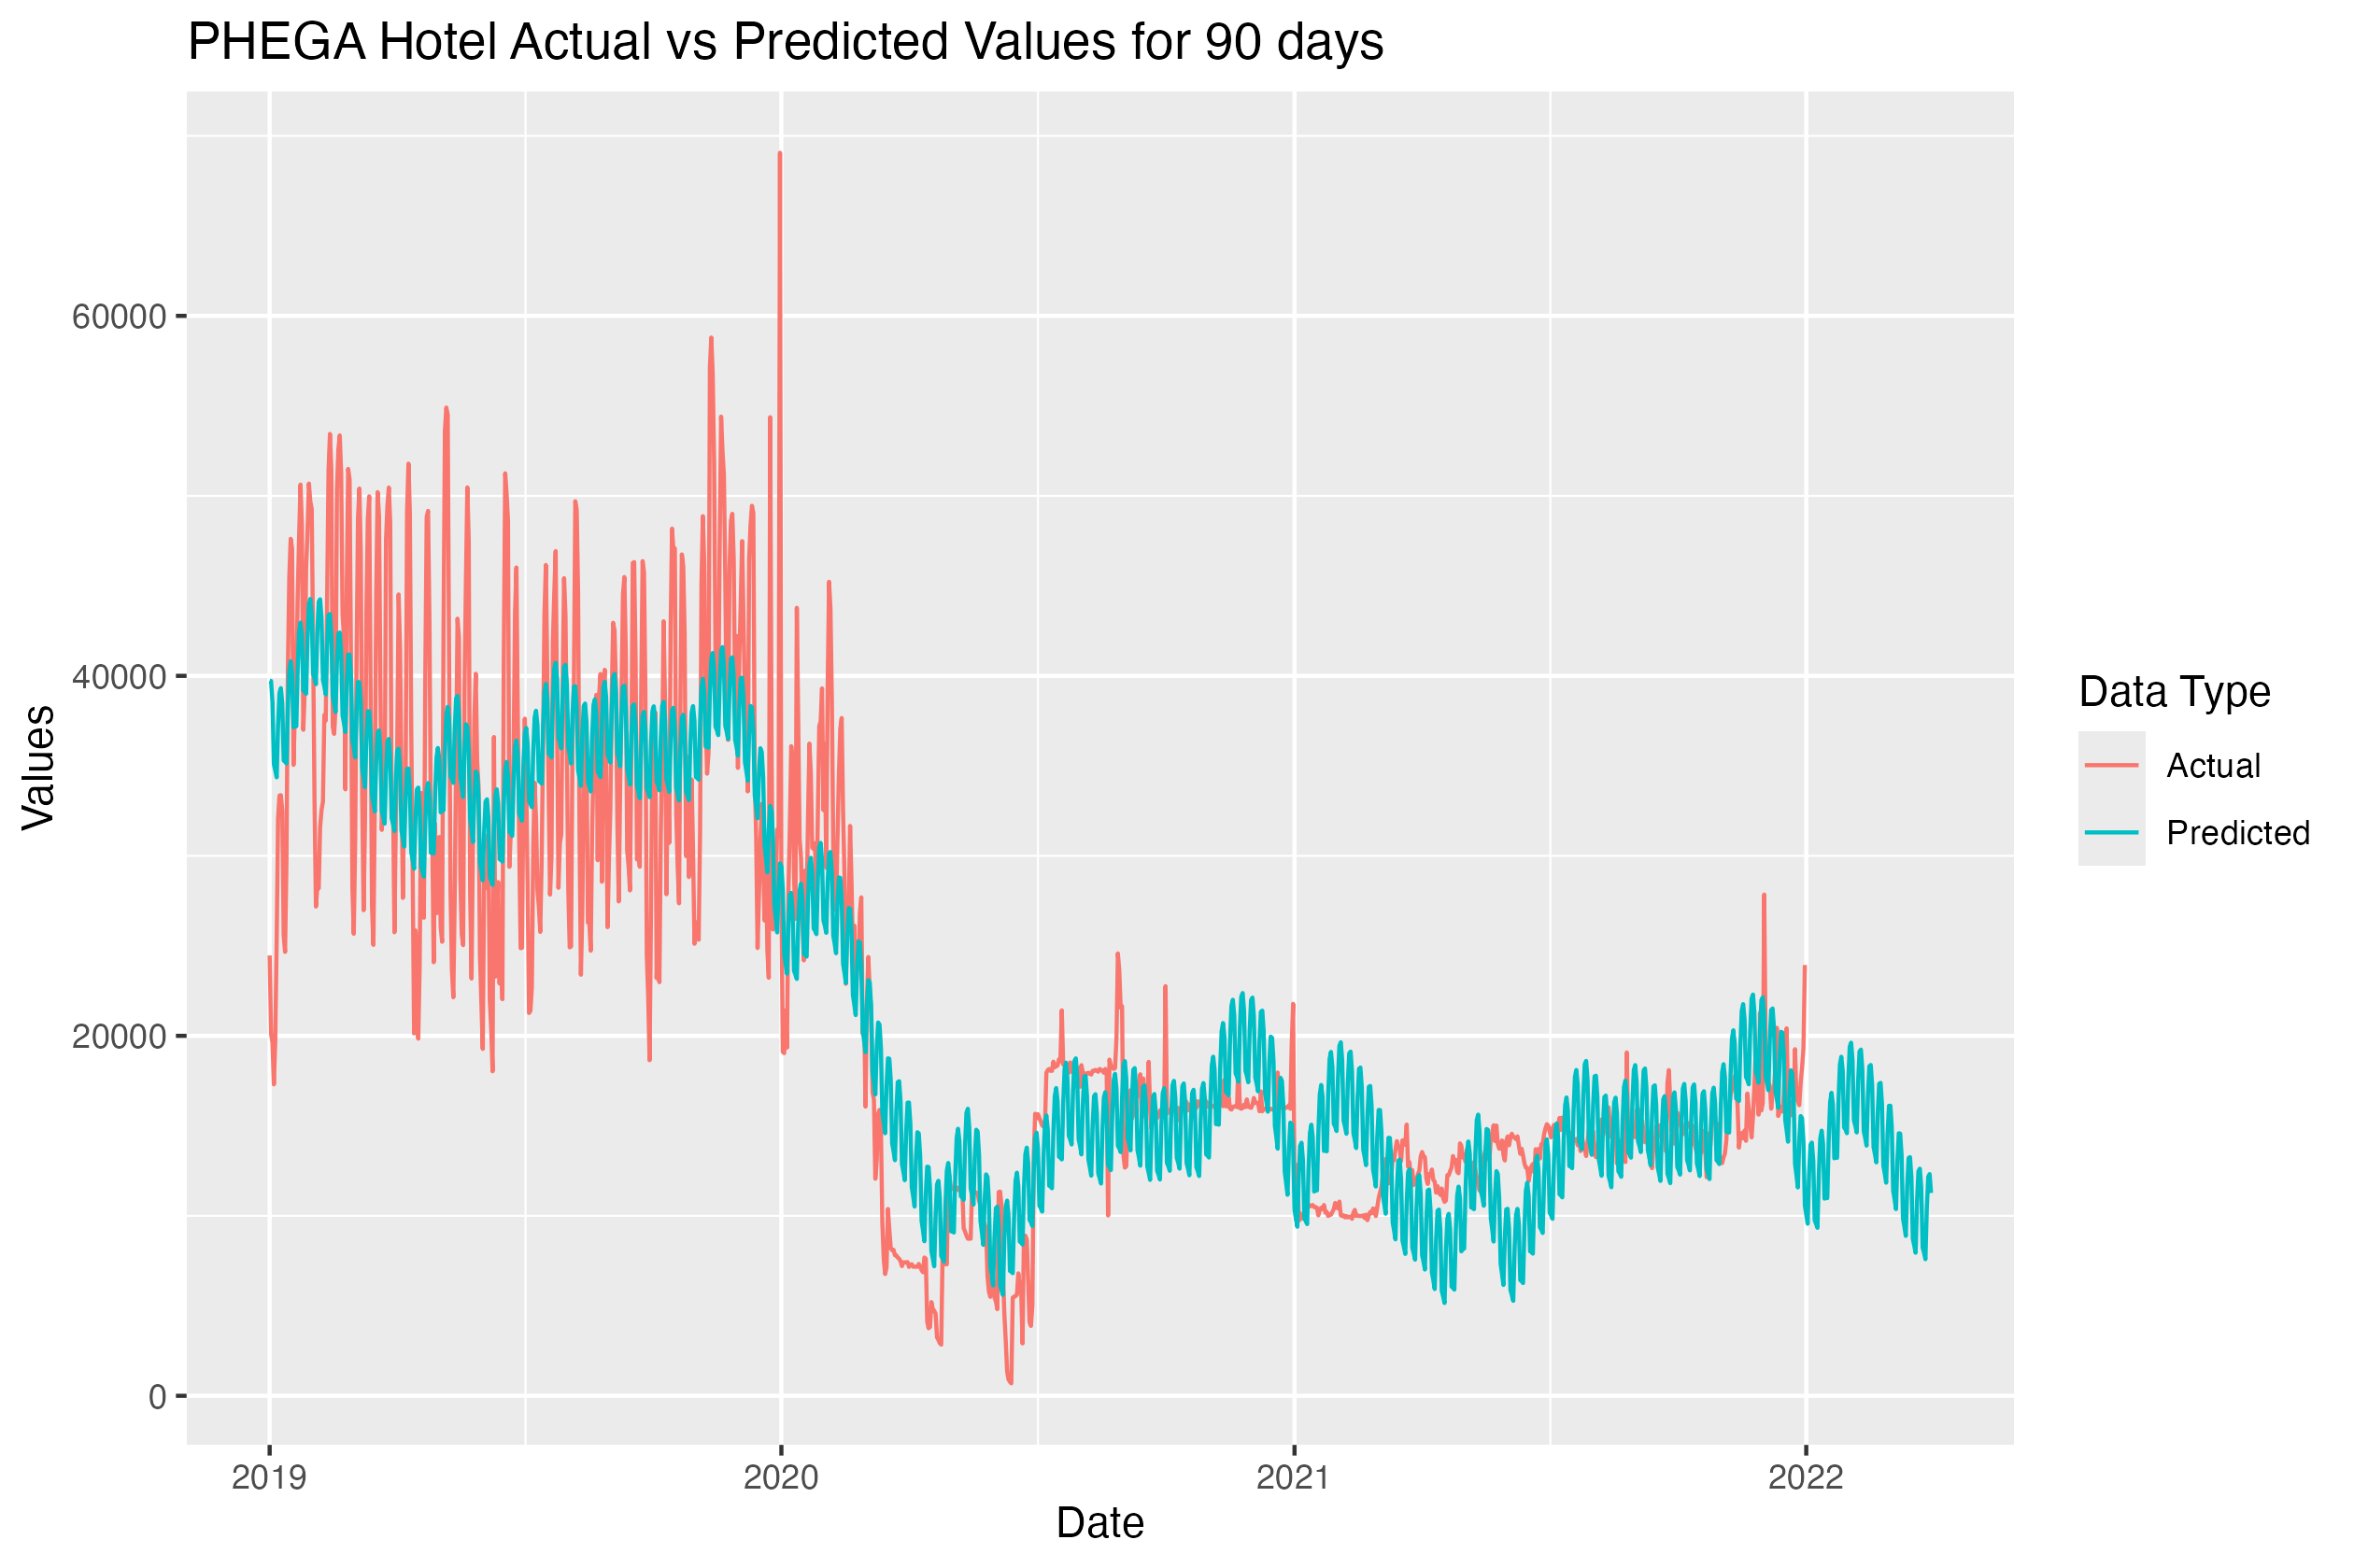 PHEGA Hotel Actual vs Predicted Values for 90 days
60000
40000
20000
0
Values
2019
2020
2021
2022
Date
Data Type
Actual
Predicted